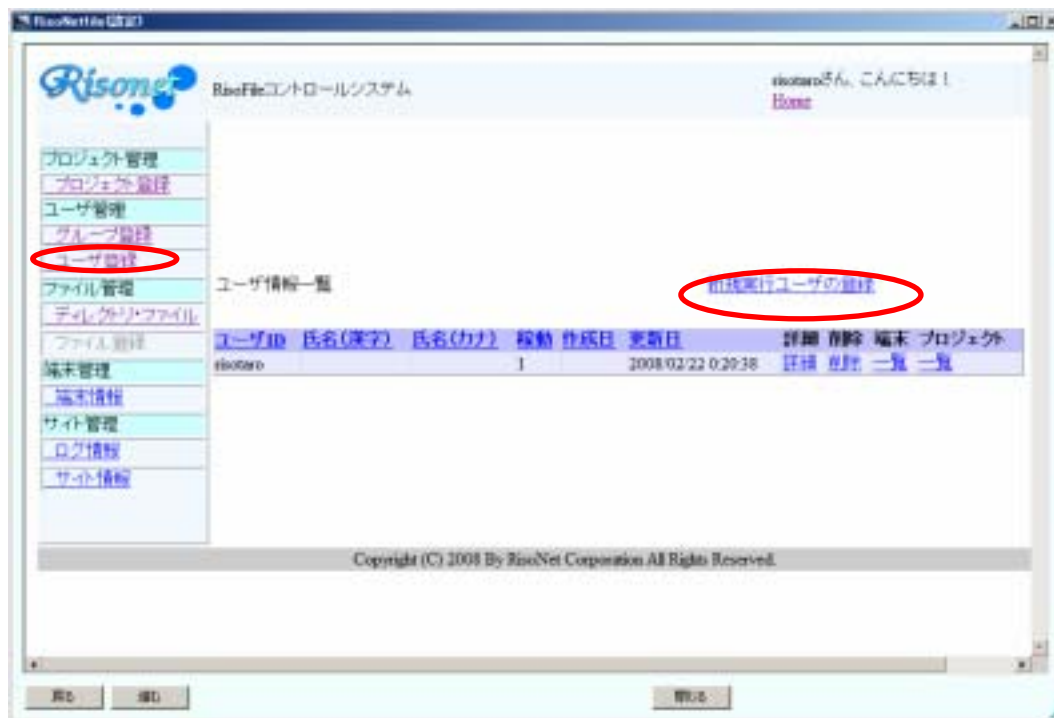 RisoNetfile(認証)
Risonet
RisoFileコントロールシステム
risotaroさん、こんにちは！
Home
プロジェクト管理
プロジェクト登録
ユーザ管理
グループ登録
ユーザ登録
ファイル管理
ディレクトリ・ファイル
ファイル登録
端末管理
端末情報
サイト管理
ログ情報
サイト情報
ユーザ情報一覧
新規実行ユーザの登録
ユーザID 氏名(漢字) 氏名(カナ) 稼動 作成日 更新日 詳細 削除 端末 プロジェクト
risotaro 1 2008/02/22 0:20:38 詳細 削除 一覧 一覧
Copyright (C) 2008 By RisoNet Corporation All Rights Reserved.
戻る 進む 閉じる